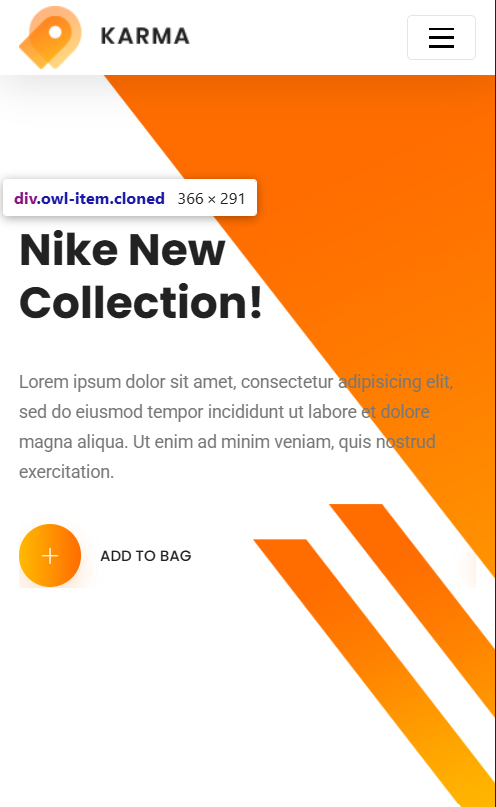 KARMA
div.owl-item.cloned 366 × 291
Nike New
Collection!
Lorem ipsum dolor sit amet, consectetur adipisicing elit,
sed do eiusmod tempor incididunt ut labore et dolore
magna aliqua. Ut enim ad minim veniam, quis nostrud
exercitation.
ADD TO BAG